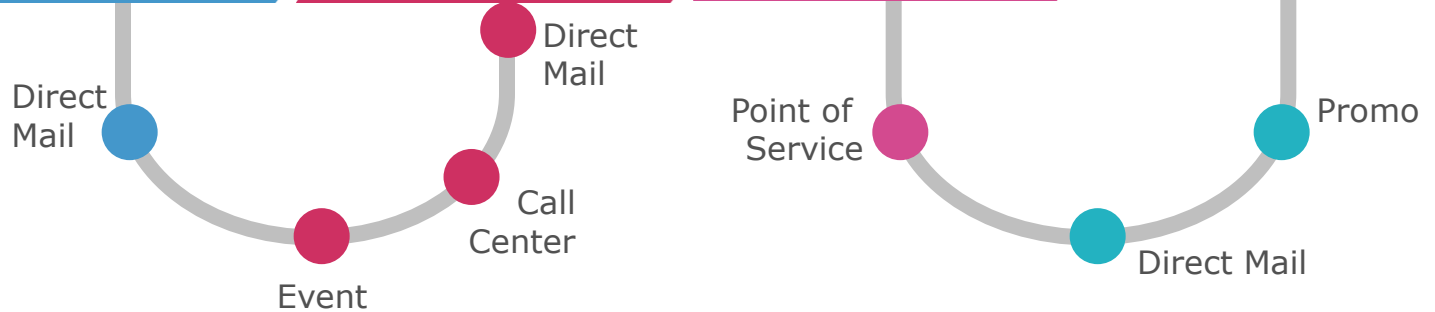 Direct
Mail
Event
Call
Center
Direct
Mail
Point of
Service
Direct Mail
Promo